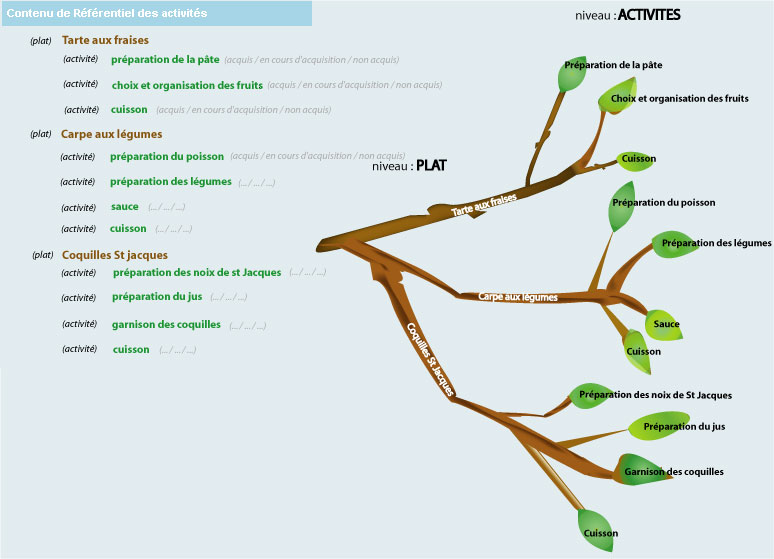 Contenu de Référentiel des activités
(plat) Tarte aux fraises
(activité) préparation de la pâte (acquis / en cours d'acquisition / non acquis)
(activité) choix et organisation des fruits (acquis / en cours d'acquisition / non acquis)
(activité) cuisson (acquis / en cours d'acquisition / non acquis)
(plat) Carpe aux légumes
(activité) préparation du poisson (acquis / en cours d'acquisition / non acquis)
(activité) préparation des légumes (... / ... / ...)
(activité) sauce (... / ... / ...)
(activité) cuisson (... / ... / ...)
(plat) Coquilles St jacques
(activité) préparation des noix de st Jacques (... / ... / ...)
(activité) préparation du jus (... / ... / ...)
(activité) garnison des coquilles (... / ... / ...)
(activité) cuisson (... / ... / ...)
niveau : ACTIVITES
niveau : PLAT
Tarte aux fraises
Préparation de la pâte
Choix et organisation des fruits
Cuisson
Carpe aux légumes
Préparation du poisson
Préparation des légumes
Sauce
Cuisson
Coquilles St Jacques
Préparation des noix de St Jacques
Préparation du jus
Garnison des coquilles
Cuisson